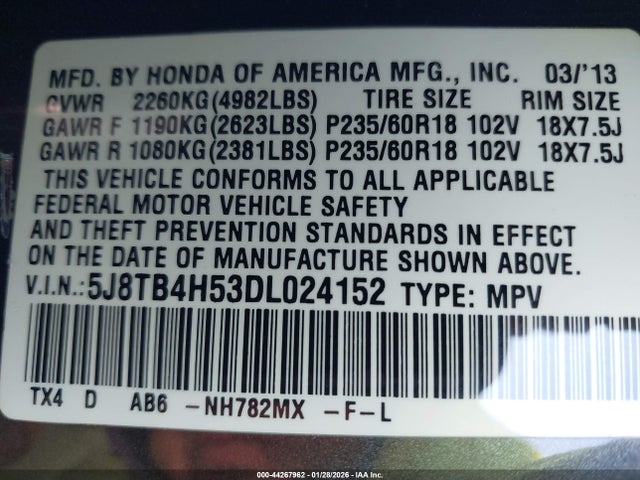 MFD. BY HONDA OF AMERICA MFG., INC. 03/'13
GVWR 2260KG(4982LBS) TIRE SIZE RIM SIZE
GAWR F 1190KG(2623LBS) P235/60R18 102V 18X7.5J
GAWR R 1080KG(2381LBS) P235/60R18 102V 18X7.5J
THIS VEHICLE CONFORMS TO ALL APPLICABLE
FEDERAL MOTOR VEHICLE SAFETY
AND THEFT PREVENTION STANDARDS IN EFFECT
ON THE DATE OF MANUFACTURE SHOWN ABOVE.
V.I.N.: 5J8TB4H53DL024152 TYPE: MPV
TX4 D AB6 -NH782MX -F-L
000-44267962 - 01/28/2026 - IAA Inc.